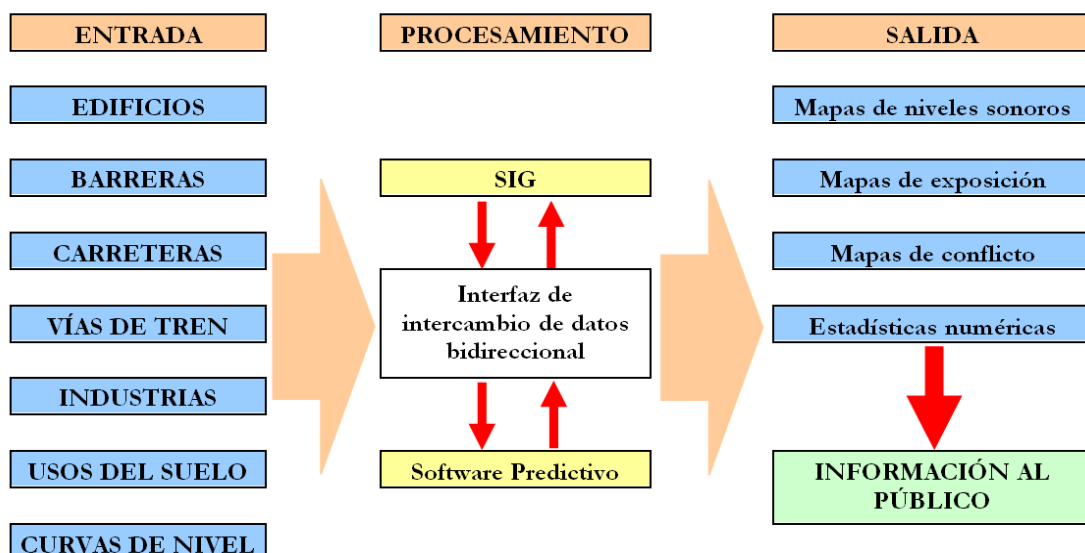 ENTRADA
EDIFICIOS
BARRERAS
CARRETERAS
VÍAS DE TREN
INDUSTRIAS
USOS DEL SUELO
CURVAS DE NIVEL
PROCESAMIENTO
SIG
Interfaz de
intercambio de datos
bidireccional
Software Predictivo
SALIDA
Mapas de niveles sonoros
Mapas de exposición
Mapas de conflicto
Estadísticas numéricas
INFORMACIÓN AL
PÚBLICO